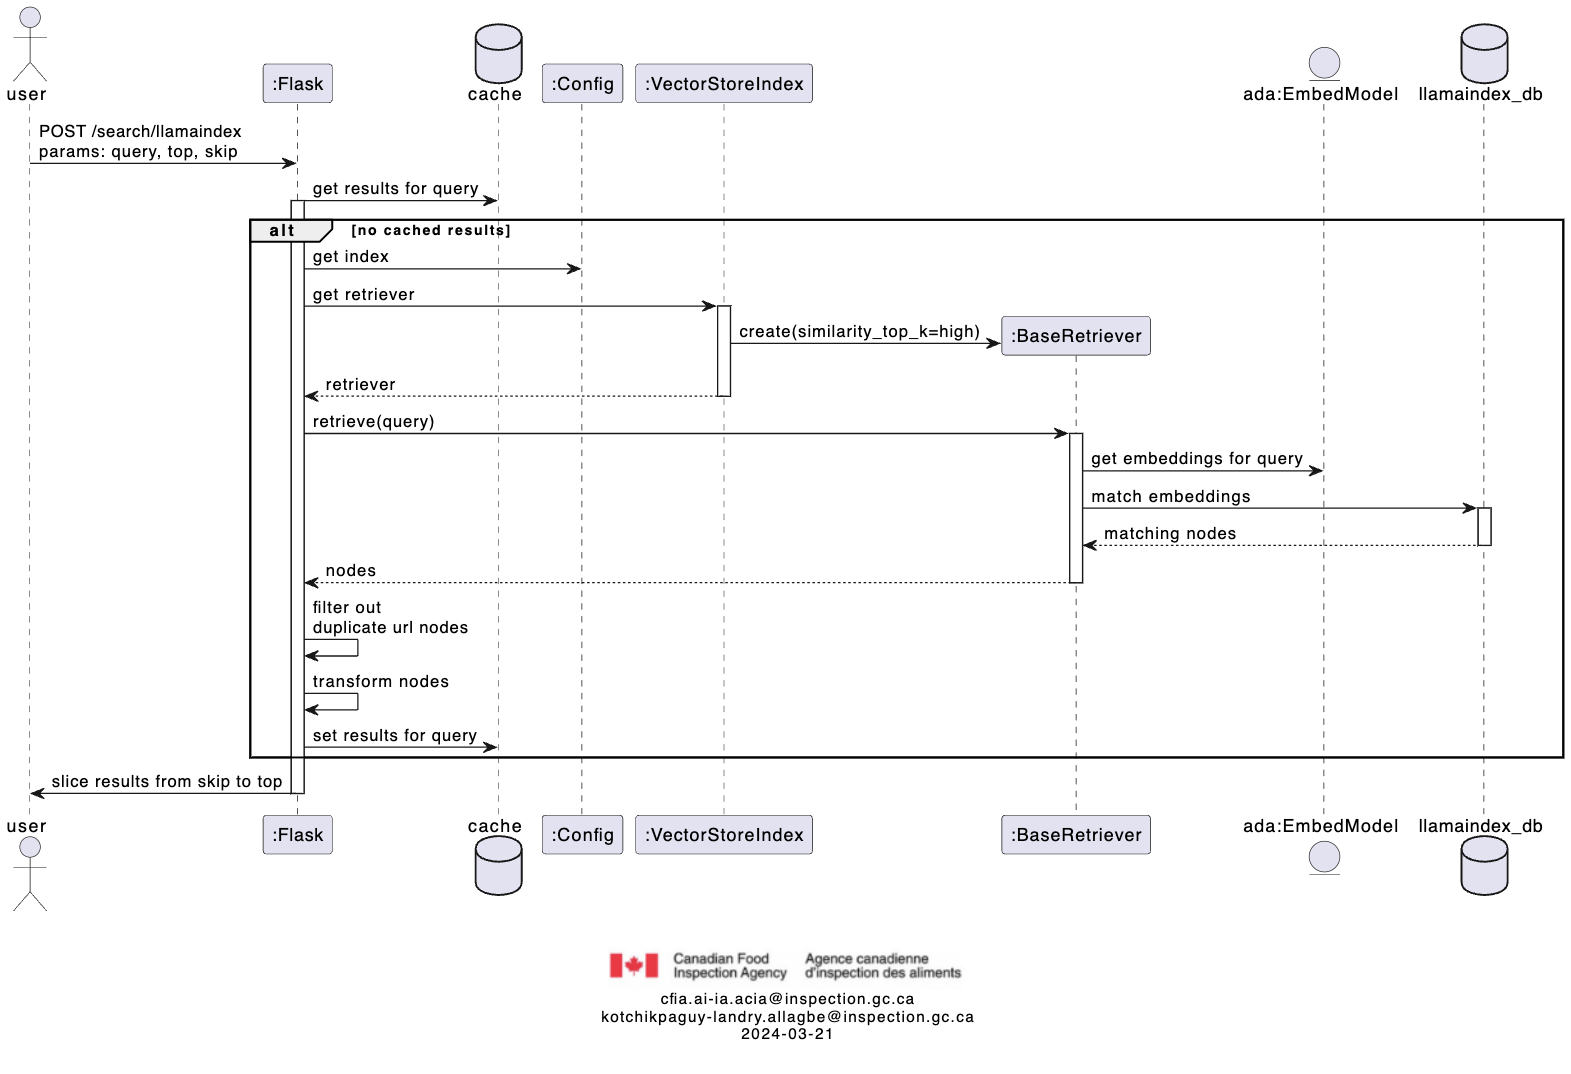 user
:Flask
cache
:Config
:VectorStoreIndex
ada:EmbedModel
llamaindex_db
POST /search/llamaindex
params: query, top, skip
get results for query
alt
[no cached results]
get index
get retriever
create(similarity_top_k=high)
:BaseRetriever
retriever
retrieve(query)
get embeddings for query
match embeddings
matching nodes
nodes
filter out
duplicate url nodes
transform nodes
set results for query
slice results from skip to top
user
:Flask
cache
:Config
:VectorStoreIndex
:BaseRetriever
ada:EmbedModel
llamaindex_db
Canadian Food
Inspection Agency
Agence canadienne
d'inspection des aliments
cfia.ai-ia.acia@inspection.gc.ca
kotchikpaguy-landry.allagbe@inspection.gc.ca
2024-03-21